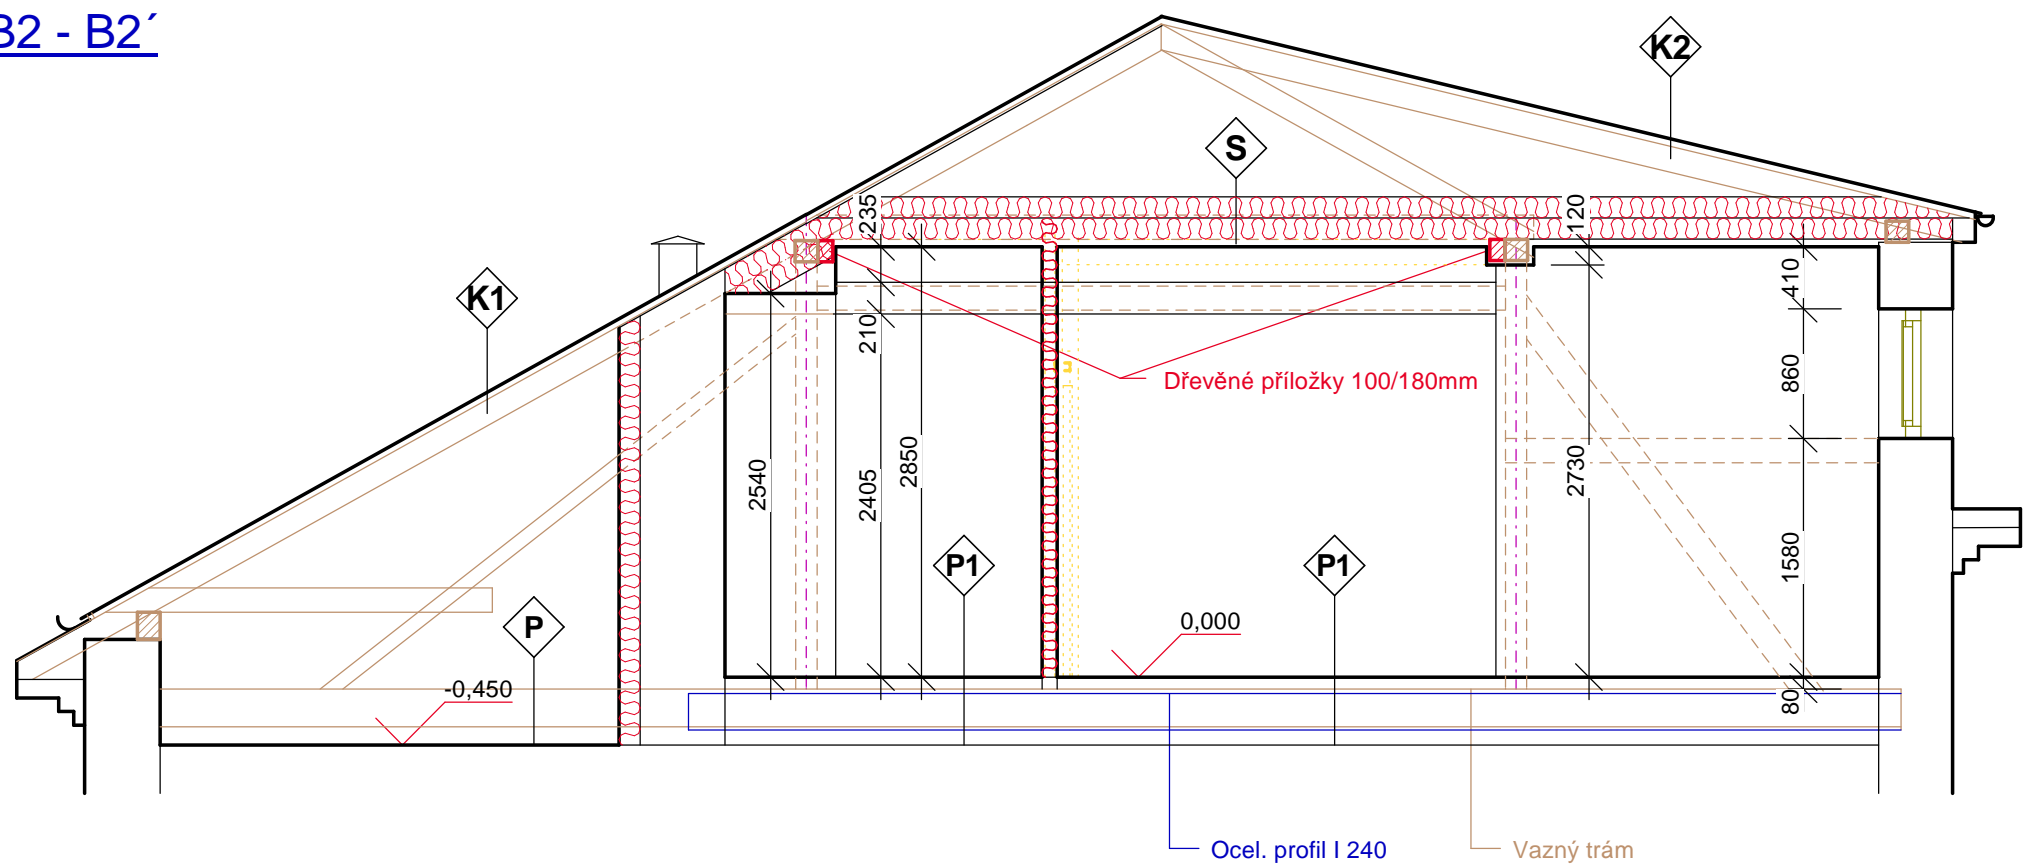 B2 - B2´
K2
S
235
120
K1
410
210
860
Dřevěné příložky 100/180mm
2540
2405
2850
2730
1580
P1
P1
P
0,000
-0,450
80
Ocel. profil I 240
Vazný trám